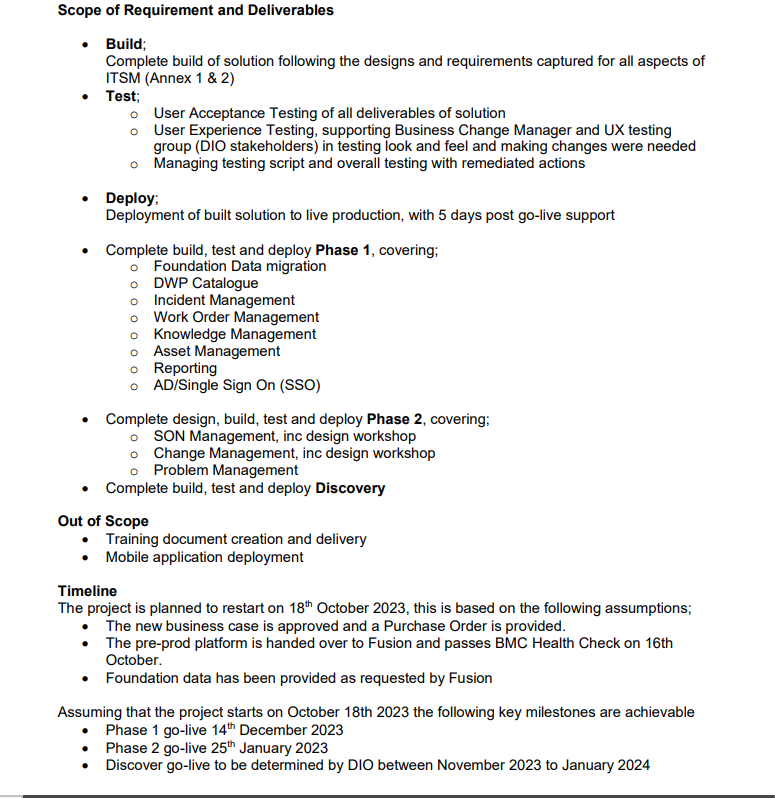 Scope of Requirement and Deliverables
• Build;
Complete build of solution following the designs and requirements captured for all aspects of
ITSM (Annex 1 & 2)
• Test;
o User Acceptance Testing of all deliverables of solution
o User Experience Testing, supporting Business Change Manager and UX testing
group (DIO stakeholders) in testing look and feel and making changes were needed
o Managing testing script and overall testing with remediated actions
• Deploy;
Deployment of built solution to live production, with 5 days post go-live support
• Complete build, test and deploy Phase 1, covering;
o Foundation Data migration
o DWP Catalogue
o Incident Management
o Work Order Management
o Knowledge Management
o Asset Management
o Reporting
o AD/Single Sign On (SSO)
• Complete design, build, test and deploy Phase 2, covering;
o SON Management, inc design workshop
o Change Management, inc design workshop
o Problem Management
• Complete build, test and deploy Discovery
Out of Scope
• Training document creation and delivery
• Mobile application deployment
Timeline
The project is planned to restart on 18th October 2023, this is based on the following assumptions;
• The new business case is approved and a Purchase Order is provided.
• The pre-prod platform is handed over to Fusion and passes BMC Health Check on 16th
October.
• Foundation data has been provided as requested by Fusion
Assuming that the project starts on October 18th 2023 the following key milestones are achievable
• Phase 1 go-live 14th December 2023
• Phase 2 go-live 25th January 2023
• Discover go-live to be determined by DIO between November 2023 to January 2024